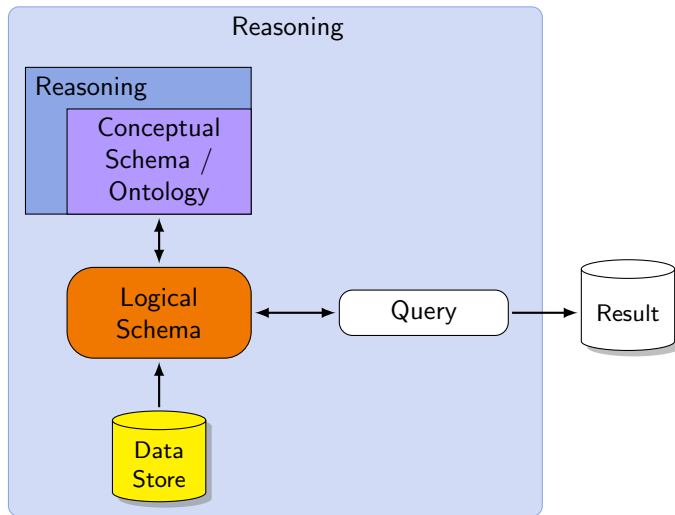 Reasoning
Reasoning
Conceptual
Schema /
Ontology
Logical
Schema
Query
Result
Data
Store